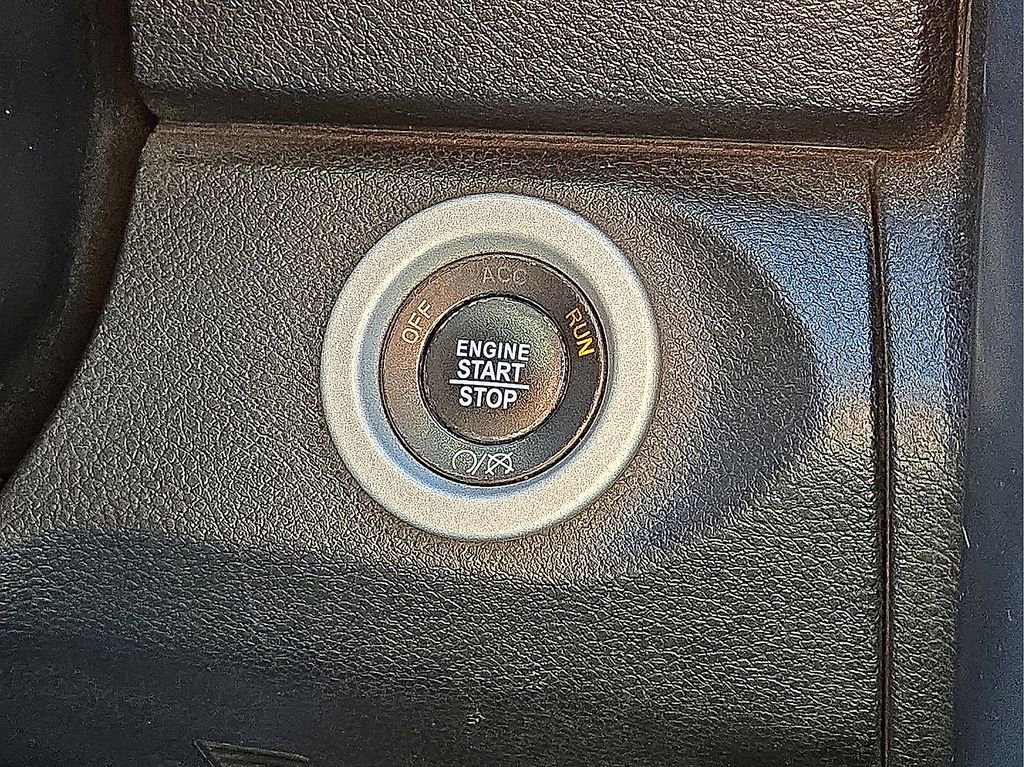 OFF
ACC
RUN
ENGINE
START
STOP